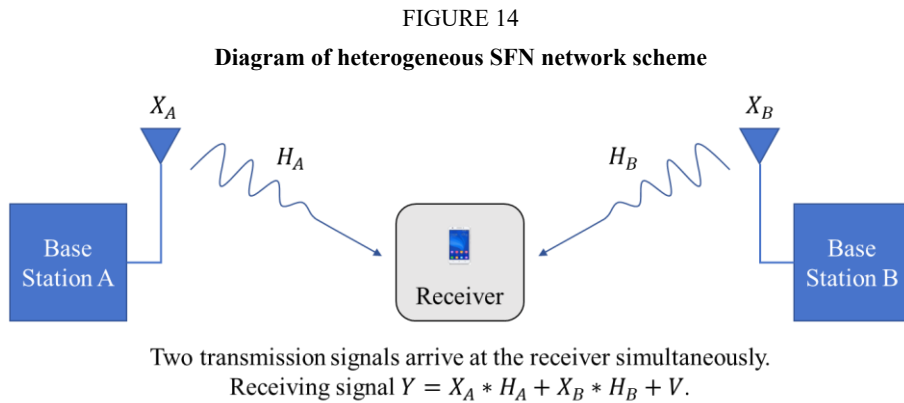 FIGURE 14
Diagram of heterogeneous SFN network scheme
X_A
X_B
H_A
H_B
Base
Station A
Receiver
Base
Station B
Two transmission signals arrive at the receiver simultaneously.
Receiving signal Y = X_A * H_A + X_B * H_B + V.